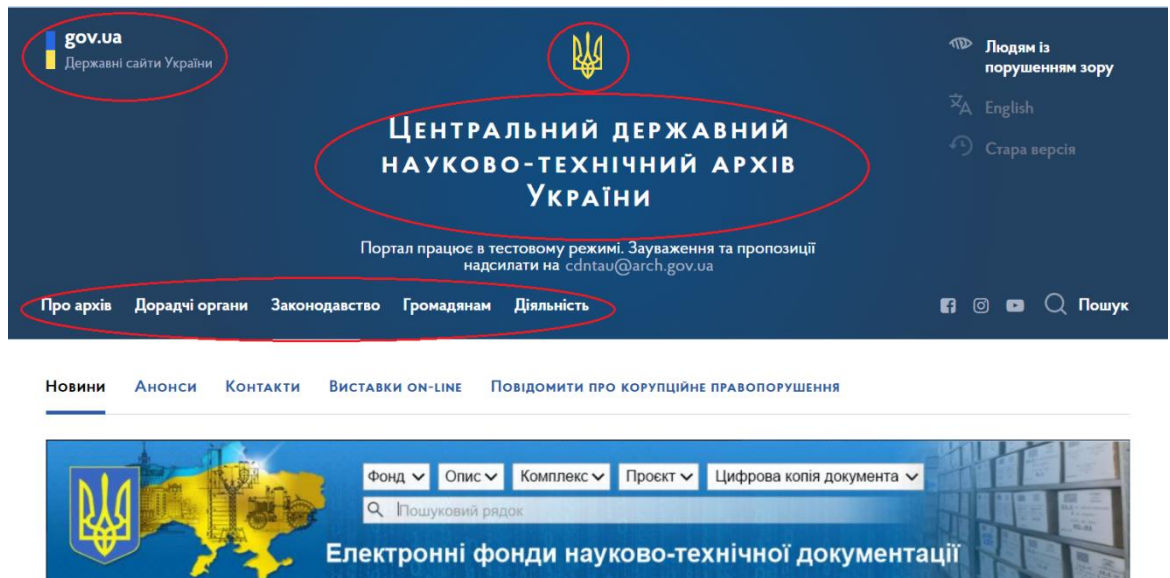 gov.ua
Державні сайти України
Людям із
порушенням зору
English
Стара версія
Центральний державний
науково-технічний архів
України
Портал працює в тестовому режимі. Зауваження та пропозиції
надсилати на cdntau@arch.gov.ua
Про архів Дорадчі органи Законодавство Громадянам Діяльність Пошук
Новини Анонси Контакти Виставки on-line Повідомити про корупційне правопорушення
Фонд Опис Комплекс Проєкт Цифрова копія документа
Пошуковий рядок
Електронні фонди науково-технічної документації